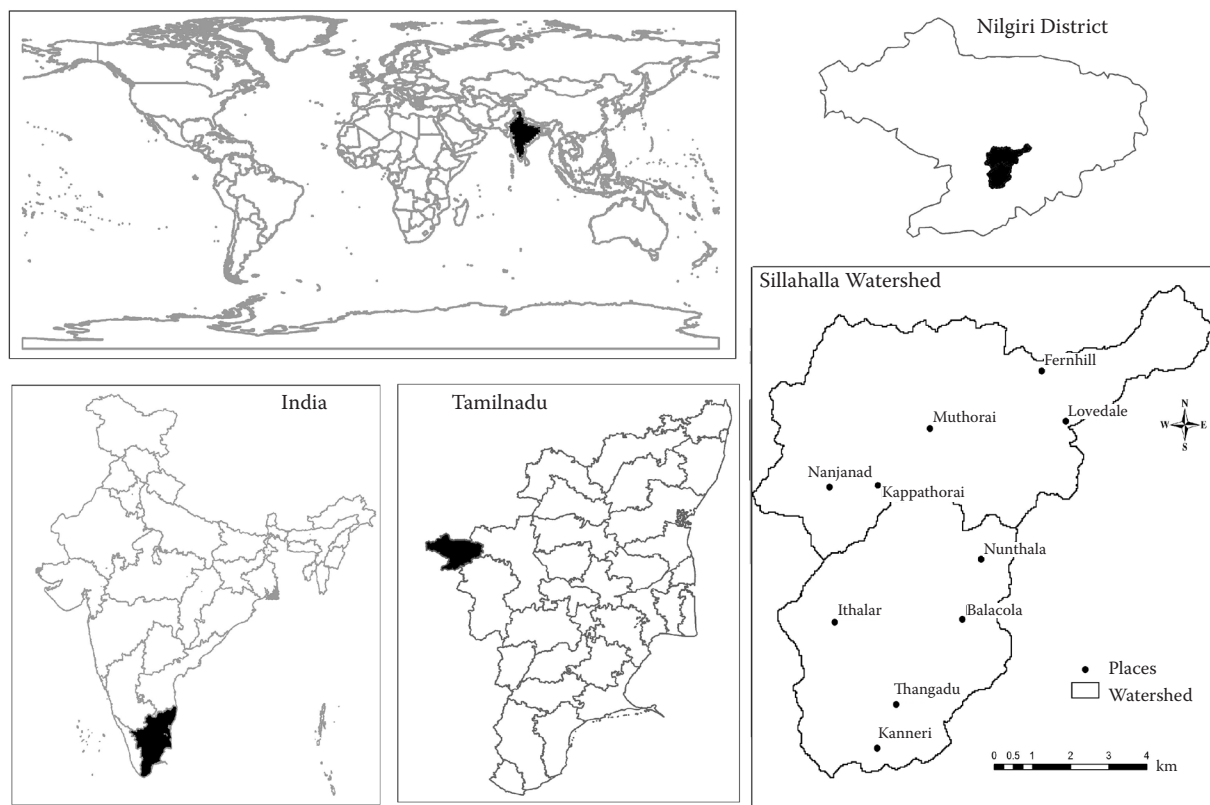 Nilgiri District
Sillahalla Watershed
Fernhill
Lovedale
Muthorai
N
W E
S
Nanjanad
Kappathorai
Nunthala
Ithalar
Balacola
Places
Watershed
Thangadu
Kanneri
0 0.5 1 2 3 4
km
India
Tamilnadu